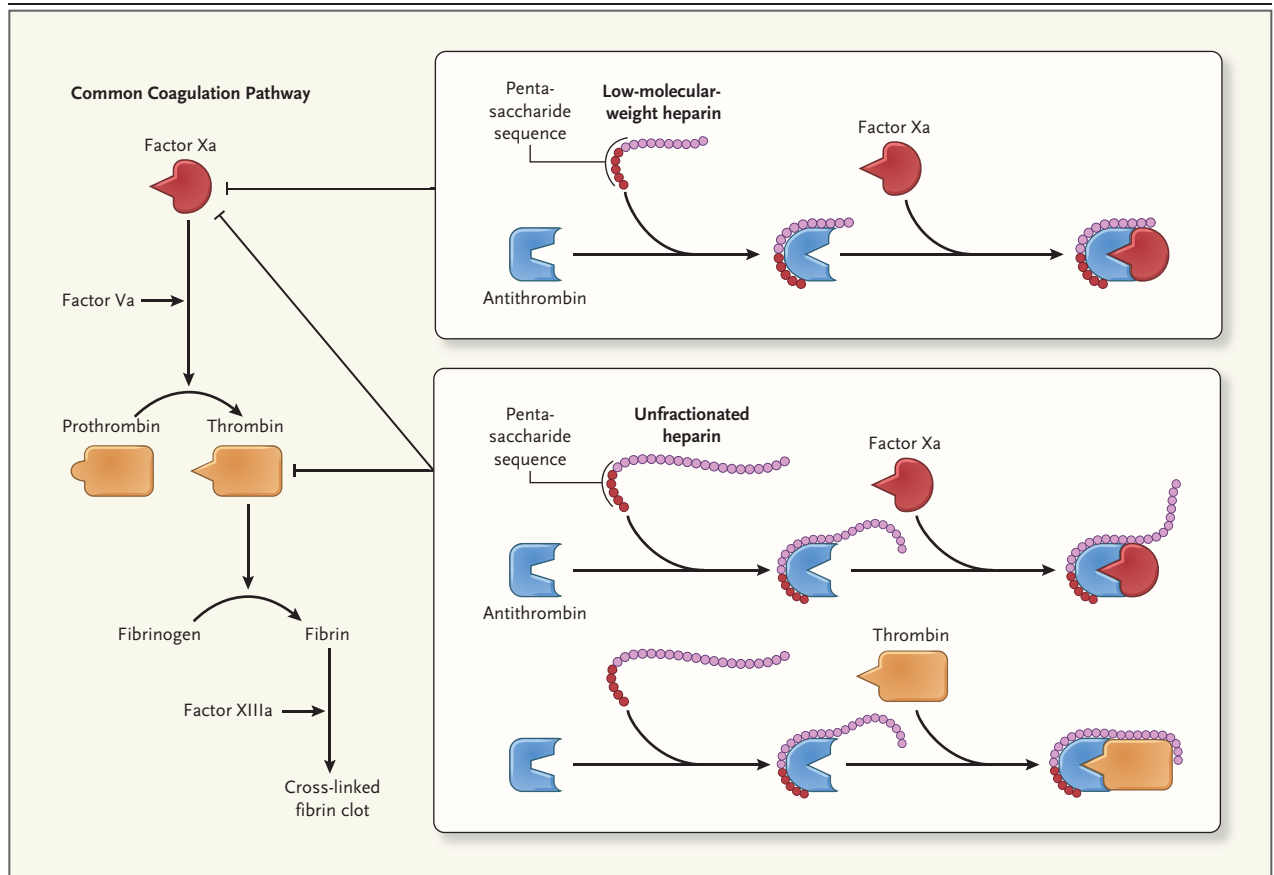 Common Coagulation Pathway
Factor Xa
Factor Va
Prothrombin
Thrombin
Fibrinogen
Fibrin
Factor XIIIa
Cross-linked
fibrin clot
Penta-
saccharide
sequence
Low-molecular-
weight heparin
Factor Xa
Antithrombin
Penta-
saccharide
sequence
Unfractionated
heparin
Factor Xa
Antithrombin
Thrombin